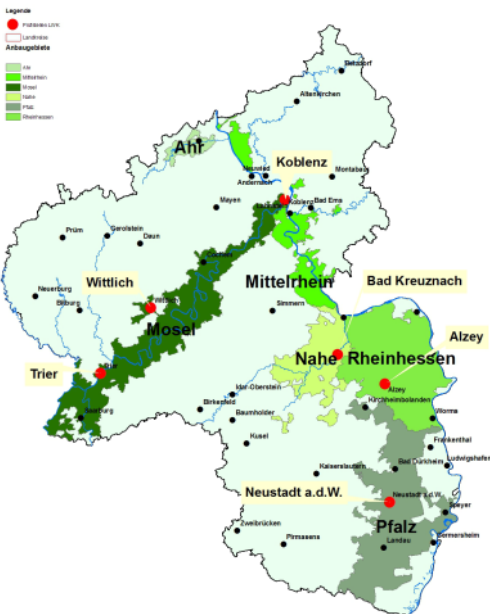 Legende
Landkreise
Anbaugebiete
Ahr
Mittelrhein
Mosel
Nahe
Pfalz
Rheinhessen
Betzdorf
Altenkirchen
Ahr
Neuwied
Koblenz
Andernach
Montabaur
Mayen
Koblenz
Bad Ems
Prüm
Gerolstein
Daun
Cochem
Wittlich
Mittelrhein
Bad Kreuznach
Neuerburg
Bitburg
Wittlich
Simmern
Mosel
Alzey
Nahe
Rheinhessen
Trier
Trier
Idar-Oberstein
Alzey
Birkenfeld
Kirchheimbolanden
Saarburg
Baumholder
Worms
Kusel
Frankenthal
Kaiserslautern
Bad Dürkheim
Ludwigshafen
Neustadt a.d.W.
Neustadt a.d.W.
Speyer
Zweibrücken
Pfalz
Pirmasens
Landau
Germersheim